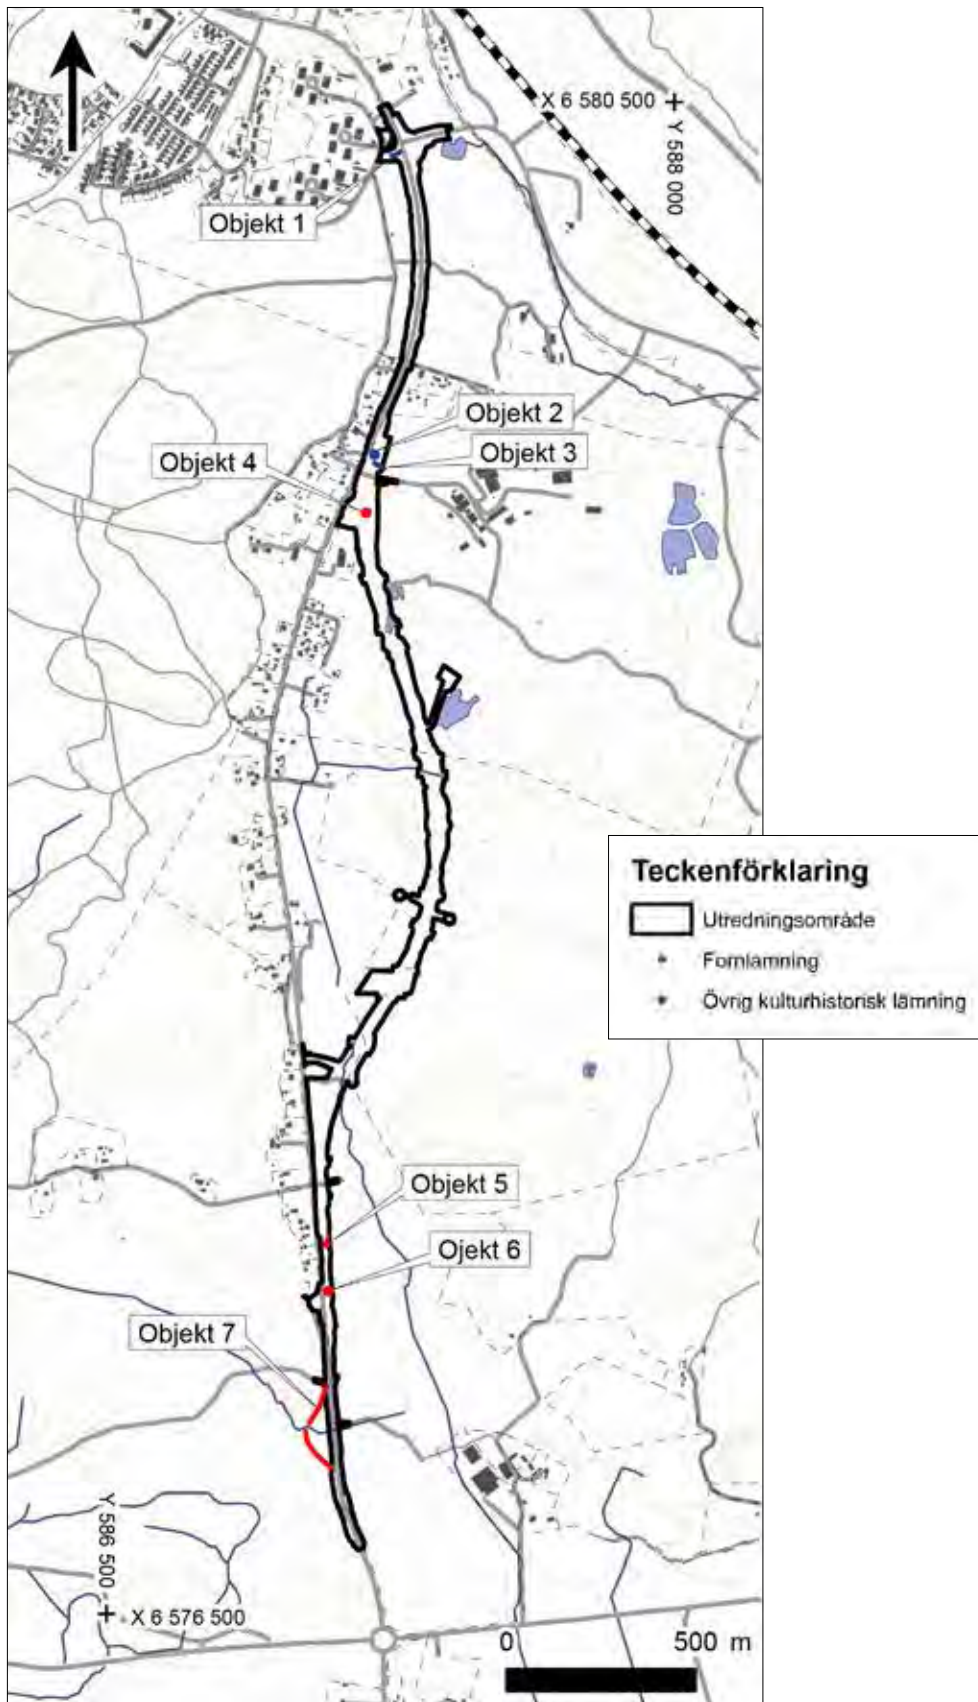 X 6 580 500
Y 588 000
Objekt 1
Objekt 2
Objekt 3
Objekt 4
Teckenförklaring
Utredningsområde
Fornlämning
Övrig kulturhistorisk lämning
Objekt 5
Ojekt 6
Objekt 7
Y 586 500
X 6 576 500
0 500 m